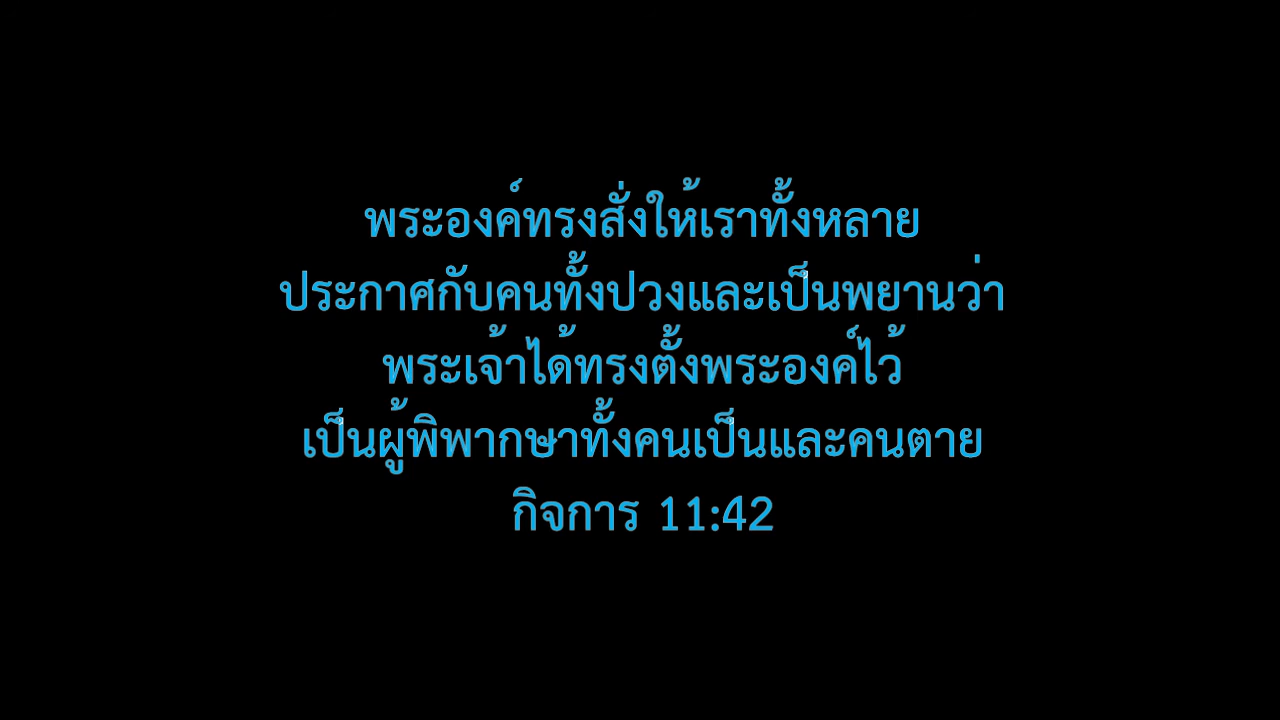 พระองค์ทรงสั่งให้เราทั้งหลาย
ประกาศกับคนทั้งปวงและเป็นพยานว่า
พระเจ้าได้ทรงตั้งพระองค์ไว้
เป็นผู้พิพากษาทั้งคนเป็นและคนตาย
กิจการ 11:42